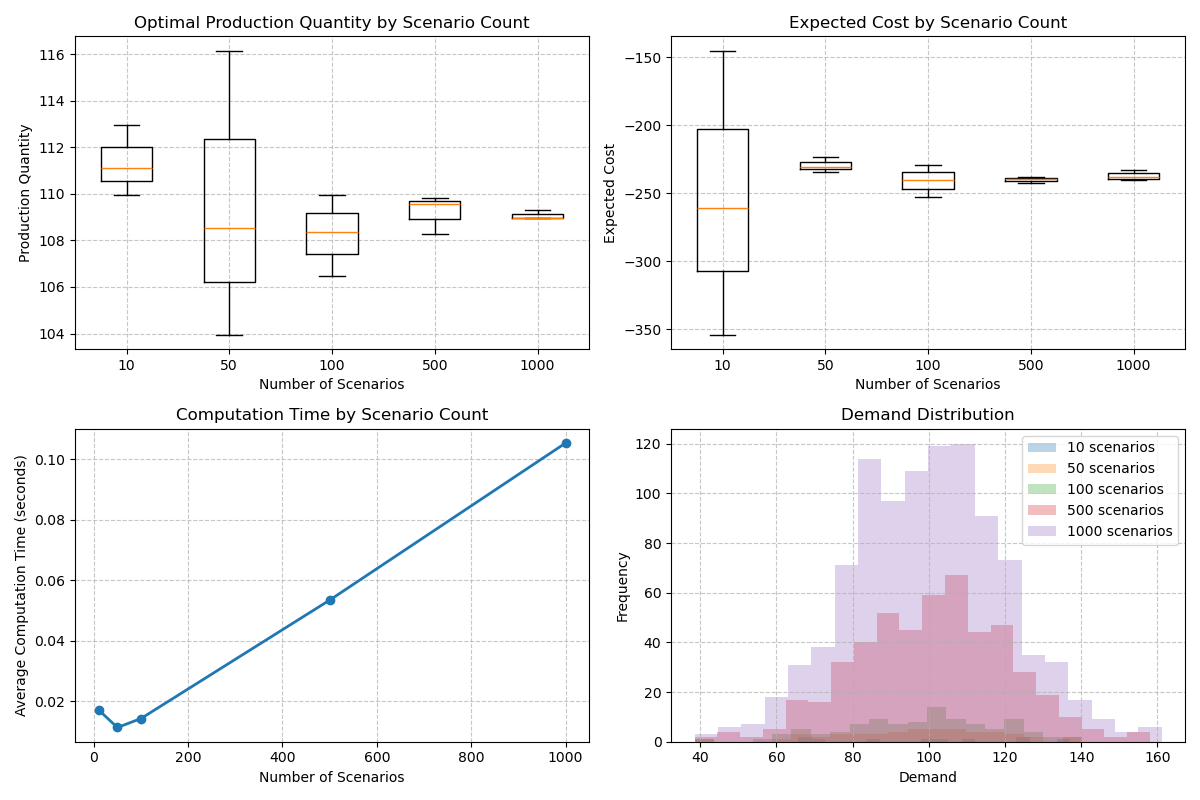 Optimal Production Quantity by Scenario Count
Production Quantity
116
114
112
110
108
106
104
10 50 100 500 1000
Number of Scenarios
Expected Cost by Scenario Count
Expected Cost
−150
−200
−250
−300
−350
10 50 100 500 1000
Number of Scenarios
Computation Time by Scenario Count
Average Computation Time (seconds)
0.10
0.08
0.06
0.04
0.02
0 200 400 600 800 1000
Number of Scenarios
Demand Distribution
Frequency
120
100
80
60
40
20
0
10 scenarios
50 scenarios
100 scenarios
500 scenarios
1000 scenarios
40 60 80 100 120 140 160
Demand